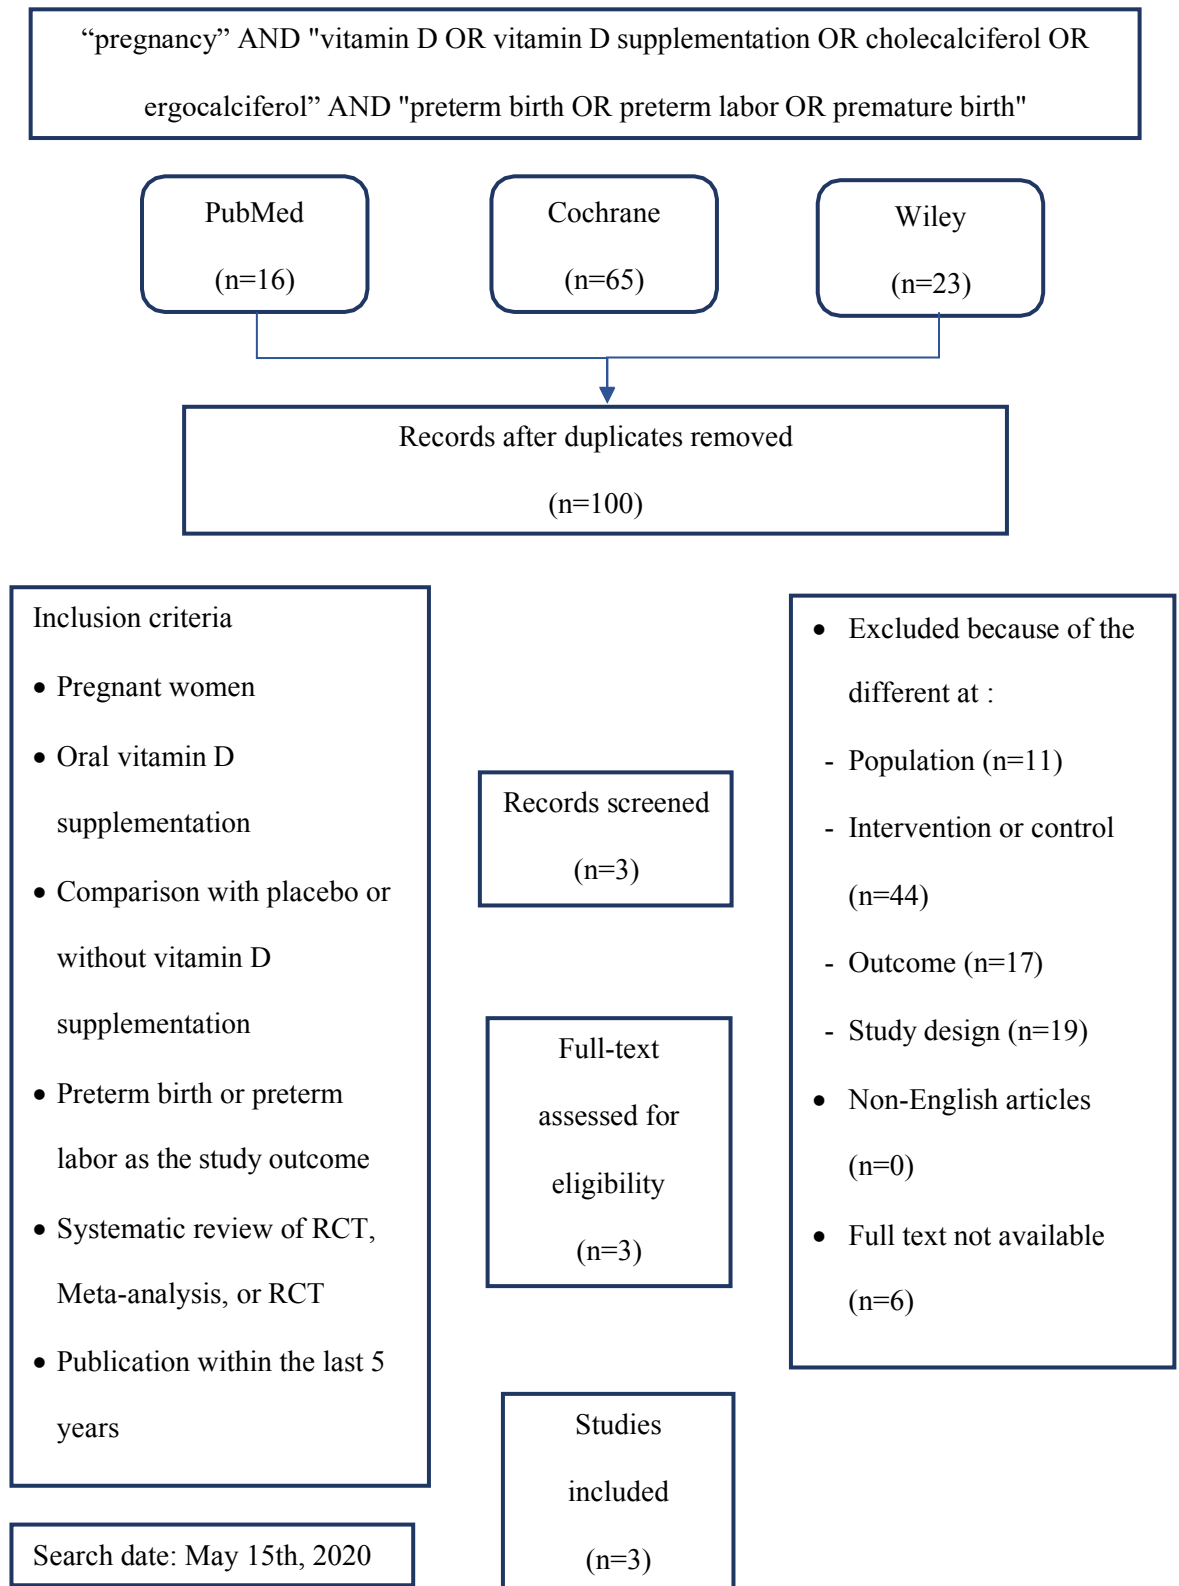 “pregnancy” AND "vitamin D OR vitamin D supplementation OR cholecalciferol OR
ergocalciferol” AND "preterm birth OR preterm labor OR premature birth"
PubMed
(n=16)
Cochrane
(n=65)
Wiley
(n=23)
Records after duplicates removed
(n=100)
Inclusion criteria
• Pregnant women
• Oral vitamin D
supplementation
• Comparison with placebo or
without vitamin D
supplementation
• Preterm birth or preterm
labor as the study outcome
• Systematic review of RCT,
Meta-analysis, or RCT
• Publication within the last 5
years
Records screened
(n=3)
Full-text
assessed for
eligibility
(n=3)
Studies
included
(n=3)
• Excluded because of the
different at :
- Population (n=11)
- Intervention or control
(n=44)
- Outcome (n=17)
- Study design (n=19)
• Non-English articles
(n=0)
• Full text not available
(n=6)
Search date: May 15th, 2020